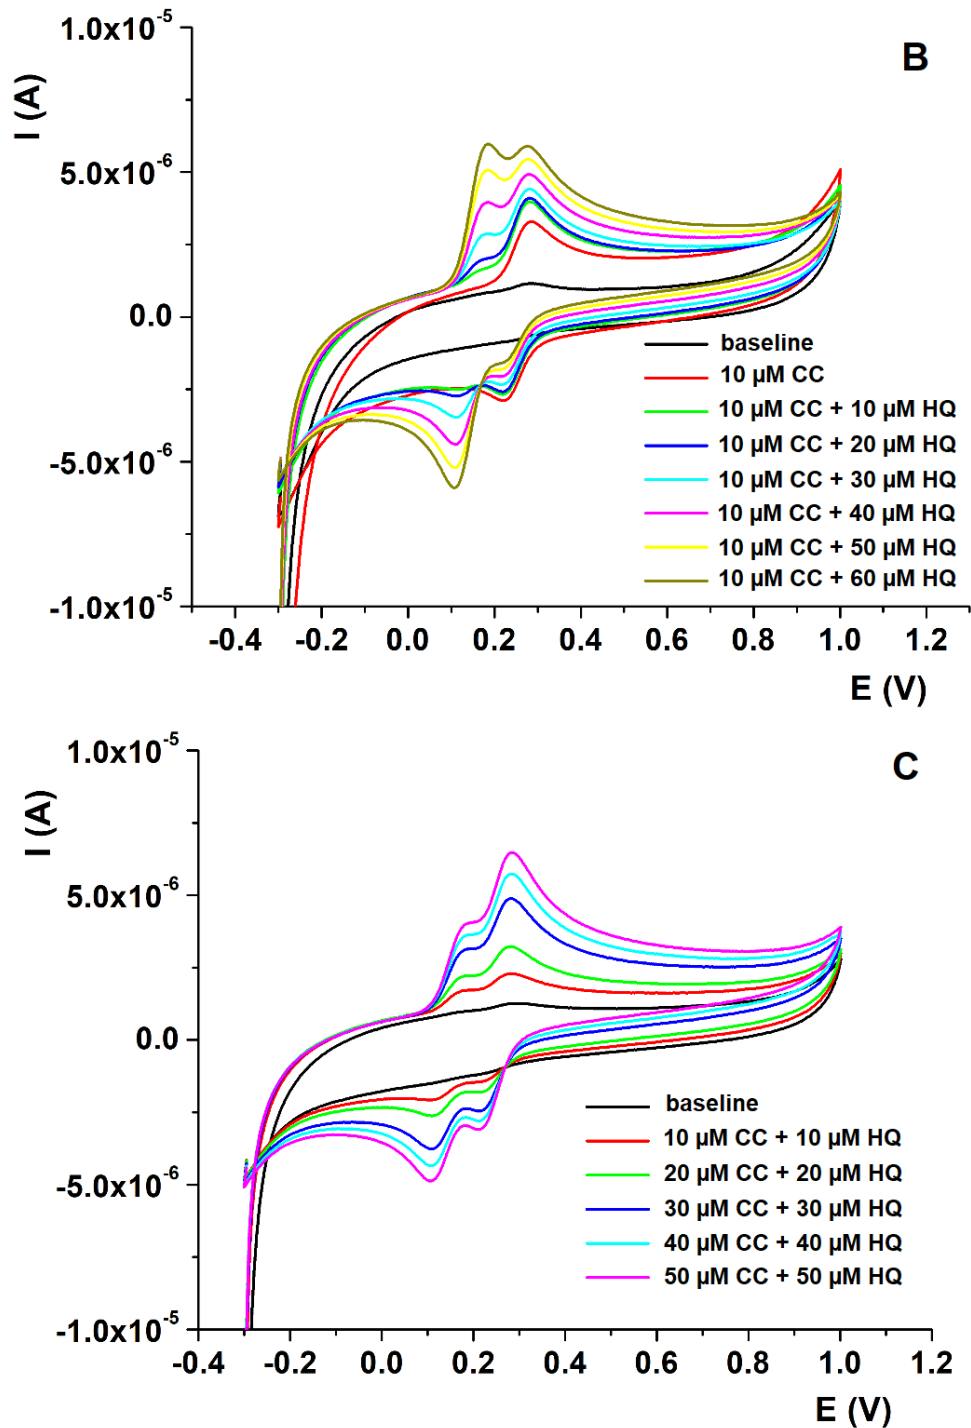 B
I (A)
1.0x10⁻⁵
5.0x10⁻⁶
0.0
-5.0x10⁻⁶
-1.0x10⁻⁵
baseline
10 µM CC
10 µM CC + 10 µM HQ
10 µM CC + 20 µM HQ
10 µM CC + 30 µM HQ
10 µM CC + 40 µM HQ
10 µM CC + 50 µM HQ
10 µM CC + 60 µM HQ
-0.4 -0.2 0.0 0.2 0.4 0.6 0.8 1.0 1.2
E (V)
C
I (A)
1.0x10⁻⁵
5.0x10⁻⁶
0.0
-5.0x10⁻⁶
-1.0x10⁻⁵
baseline
10 µM CC + 10 µM HQ
20 µM CC + 20 µM HQ
30 µM CC + 30 µM HQ
40 µM CC + 40 µM HQ
50 µM CC + 50 µM HQ
-0.4 -0.2 0.0 0.2 0.4 0.6 0.8 1.0 1.2
E (V)